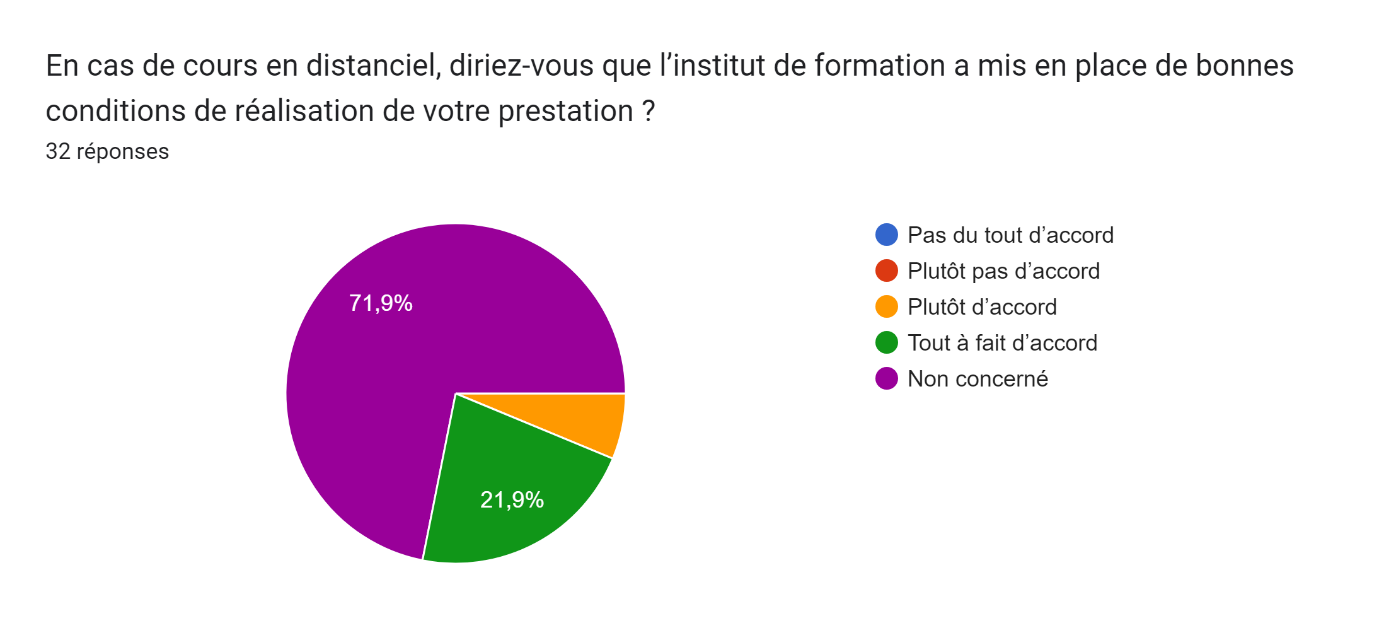 En cas de cours en distanciel, diriez-vous que l’institut de formation a mis en place de bonnes
conditions de réalisation de votre prestation ?
32 réponses
Pas du tout d’accord
Plutôt pas d’accord
Plutôt d’accord
Tout à fait d’accord
Non concerné
71,9%
21,9%